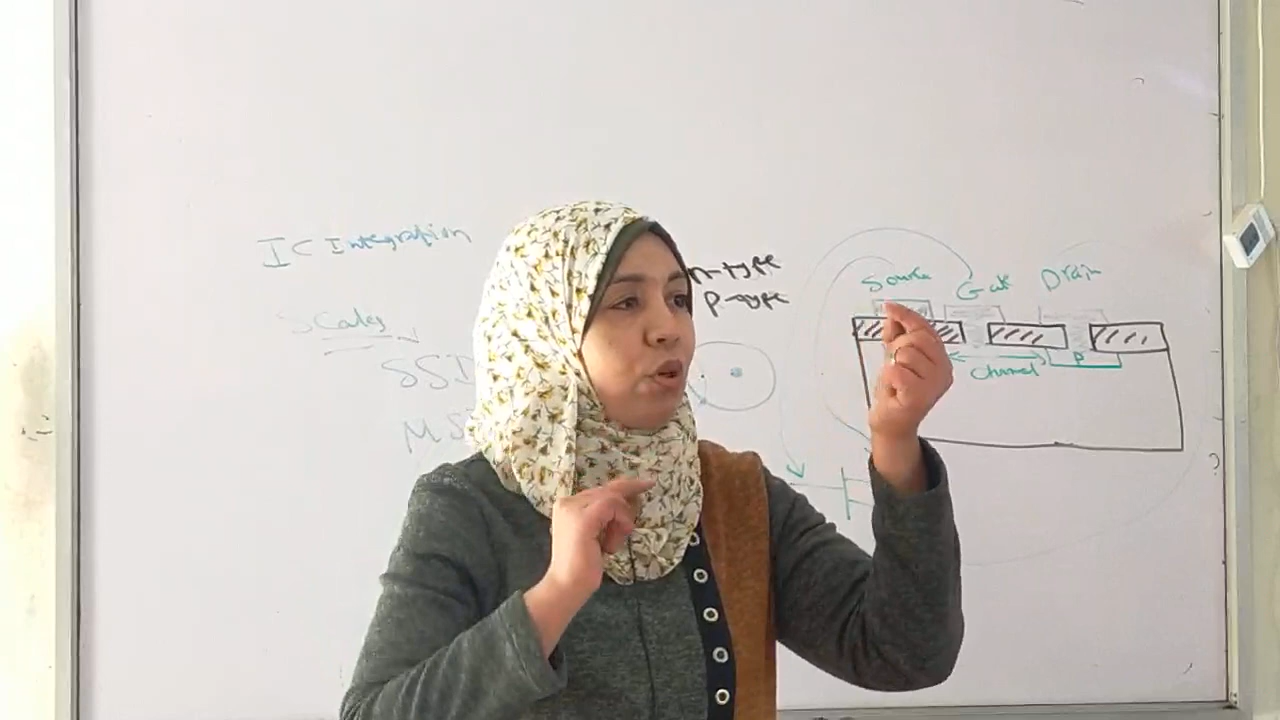 IC Integration
Scales
SSI
MS
n-type
p-type
Source Gate Drain
Channel P